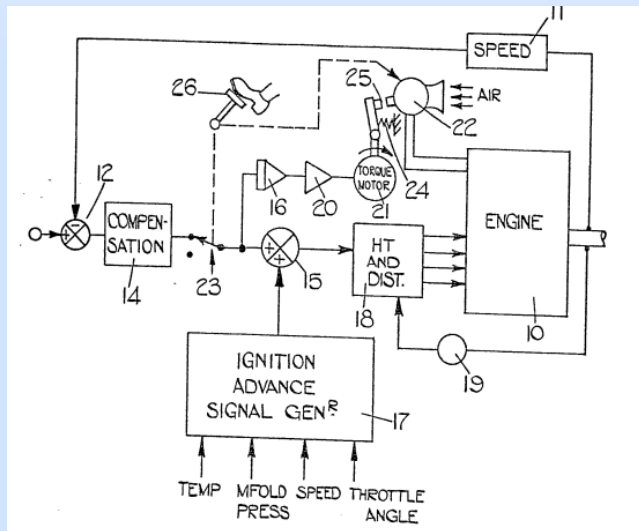 11
SPEED
26
25
AIR
22
12
COMPEN-
SATION
14
23
16
20
TORQUE
MOTOR
21
24
ENGINE
10
15
HT
AND
DIST.
18
19
IGNITION
ADVANCE
SIGNAL GENR.
17
TEMP
MFOLD
PRESS
SPEED
THROTTLE
ANGLE